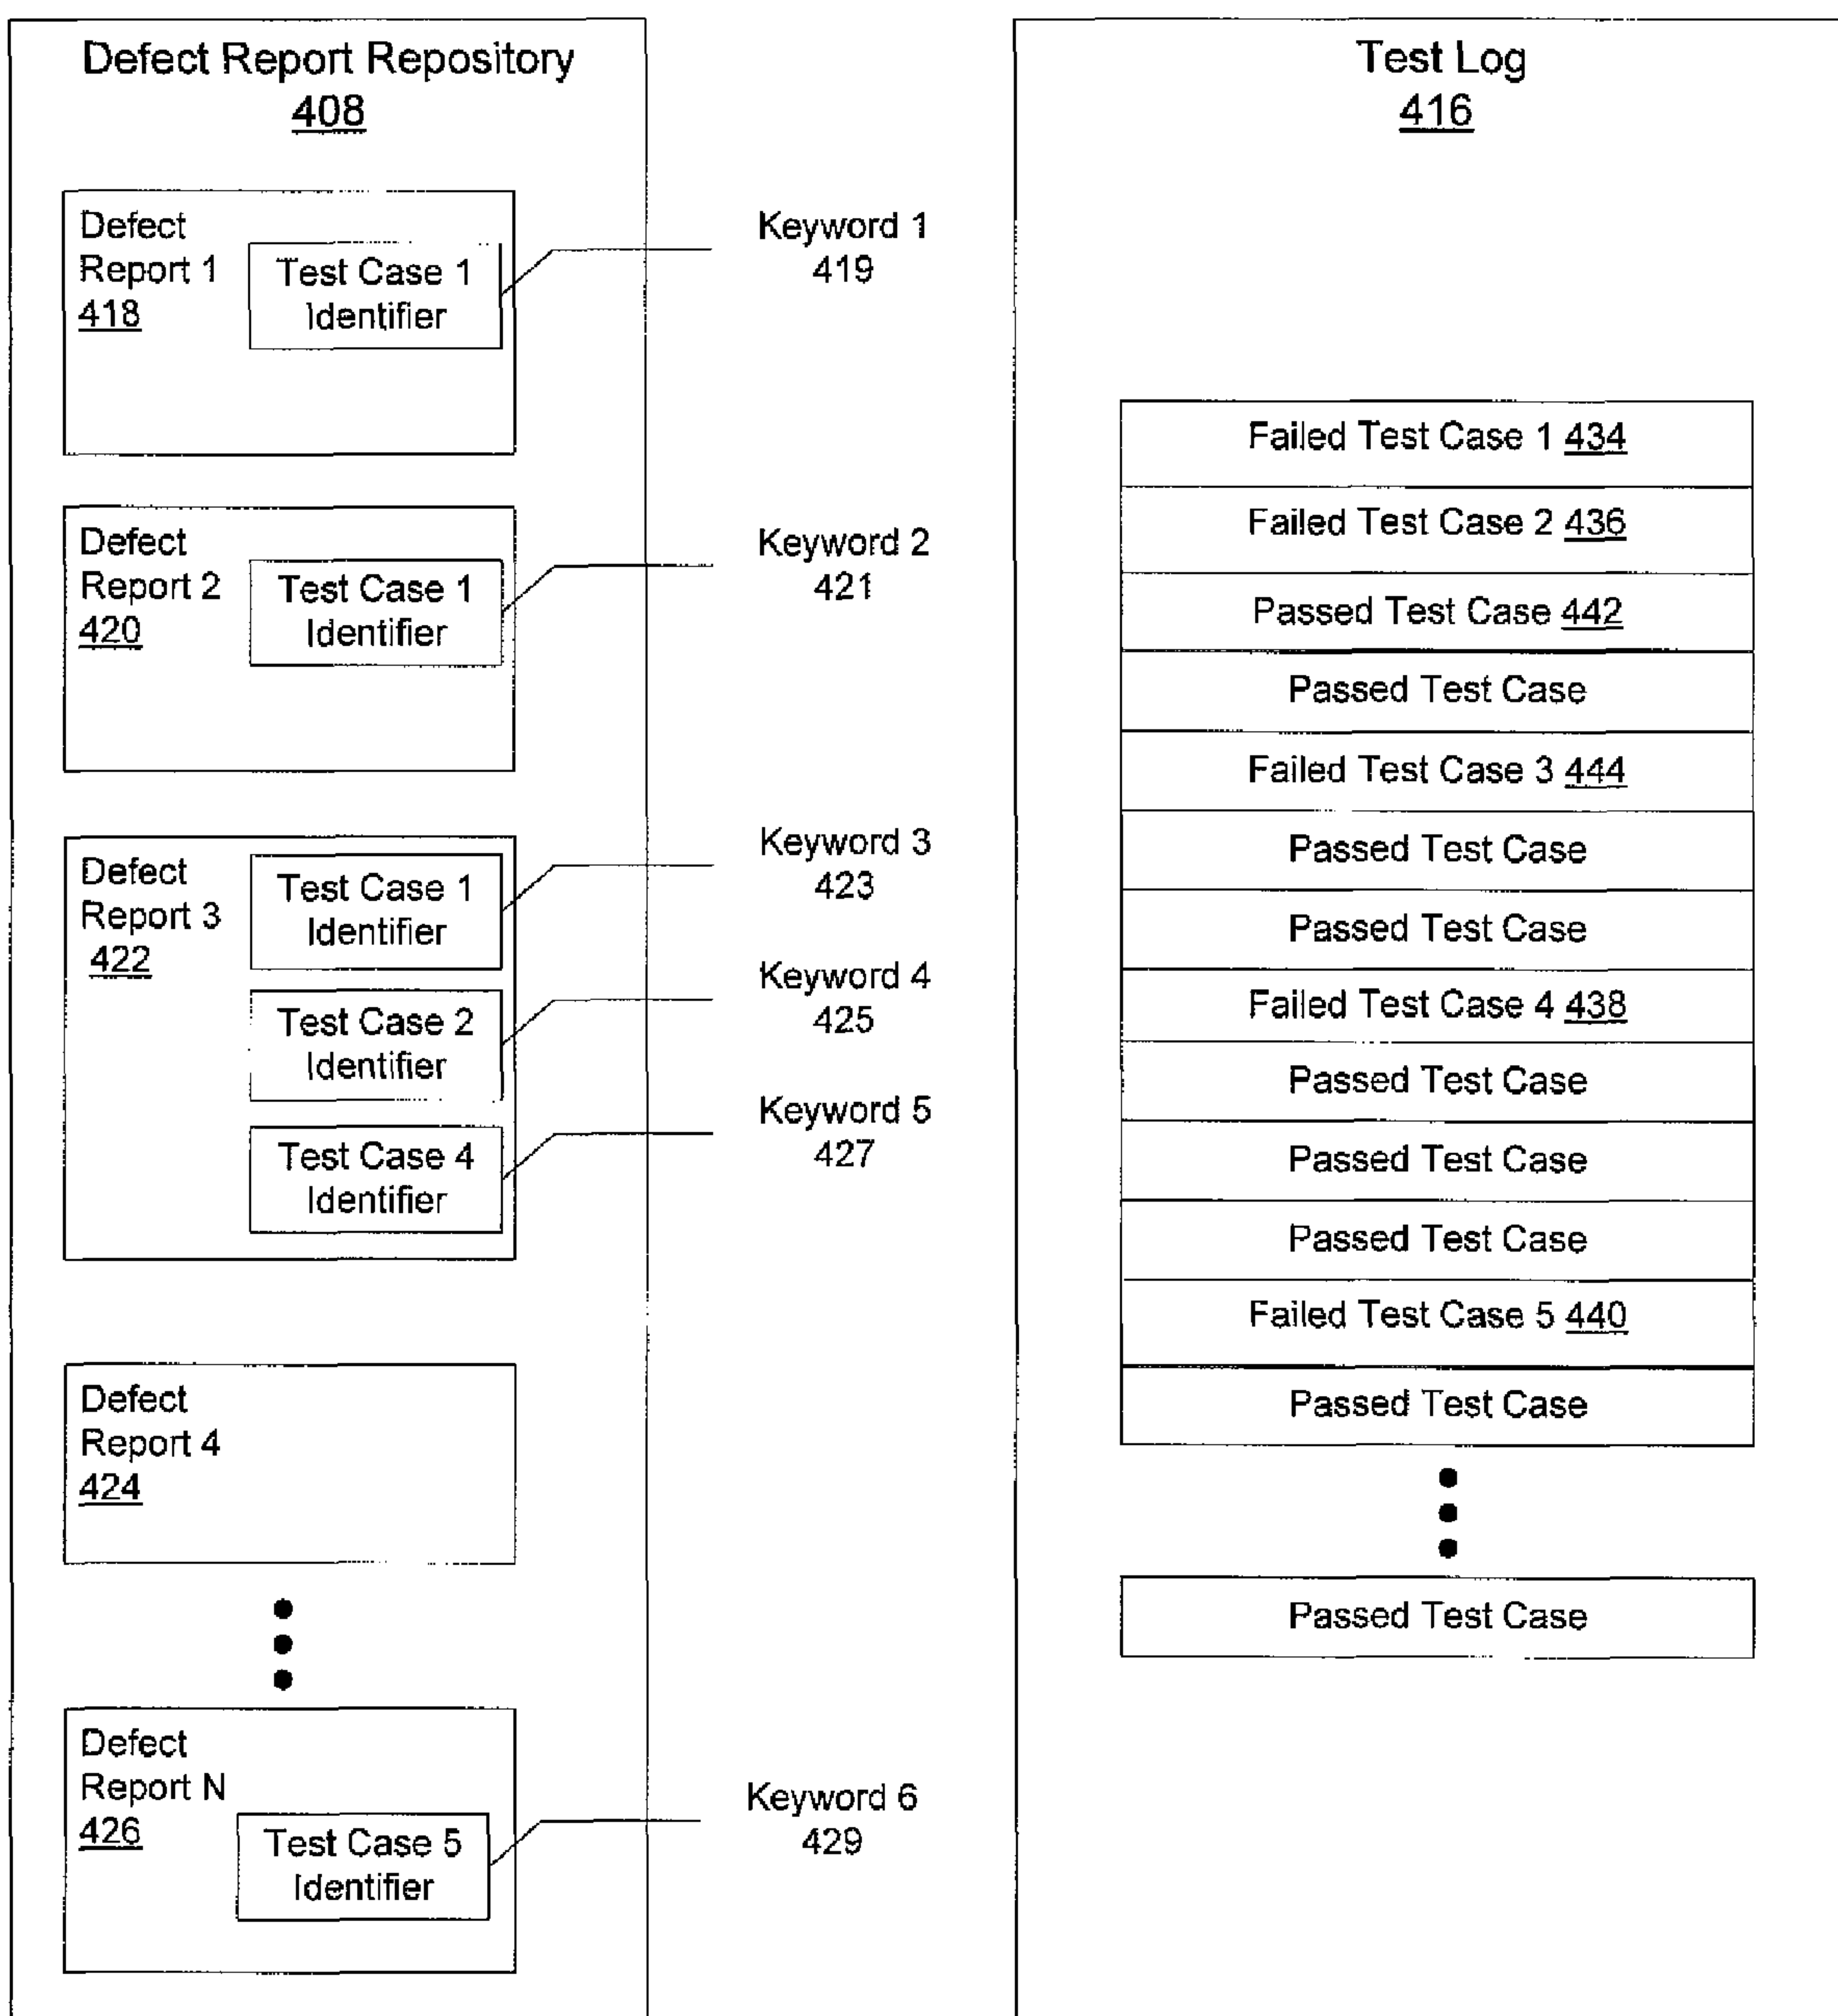 Defect Report Repository
408
Defect
Report 1
418
Test Case 1
Identifier
Keyword 1
419
Defect
Report 2
420
Test Case 1
Identifier
Keyword 2
421
Defect
Report 3
422
Test Case 1
Identifier
Keyword 3
423
Test Case 2
Identifier
Keyword 4
425
Test Case 4
Identifier
Keyword 5
427
Defect
Report 4
424
Defect
Report N
426
Test Case 5
Identifier
Keyword 6
429
Test Log
416
Failed Test Case 1 434
Failed Test Case 2 436
Passed Test Case 442
Passed Test Case
Failed Test Case 3 444
Passed Test Case
Passed Test Case
Failed Test Case 4 438
Passed Test Case
Passed Test Case
Passed Test Case
Failed Test Case 5 440
Passed Test Case
Passed Test Case